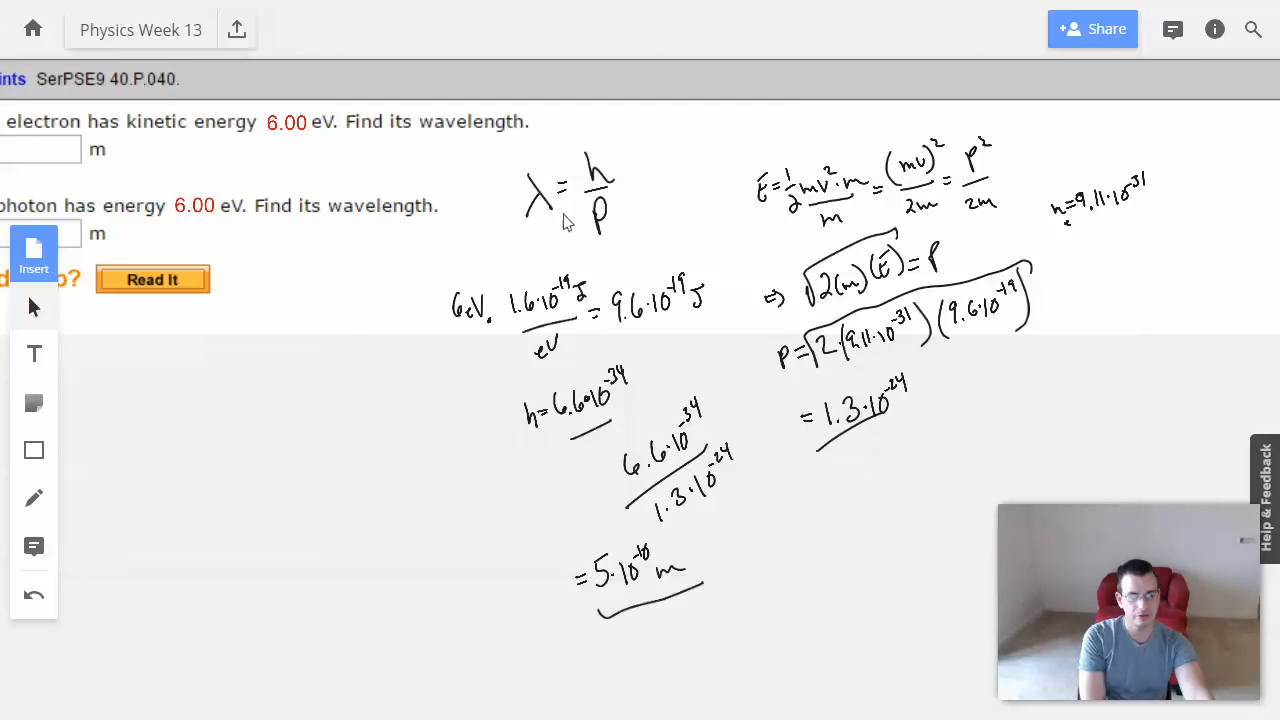 Physics Week 13
Share
ints SerPSE9 40.P.040.
electron has kinetic energy 6.00 eV. Find its wavelength.
m
photon has energy 6.00 eV. Find its wavelength.
m
Insert
? Read It
λ = h/p
E = 1/2 mv²·m/m = (mv)²/2m = p²/2m
m = 9.11·10^-31
6eV. 1.6·10^-19 J/eV = 9.6·10^-19 J
⇒ √2(m)(E) = p
p = √2·(9.11·10^-31)(9.6·10^-19)
= 1.3·10^-24
h = 6.6·10^-34
6.6·10^-34 / 1.3·10^-24
= 5·10^-10 m
Help & Feedback